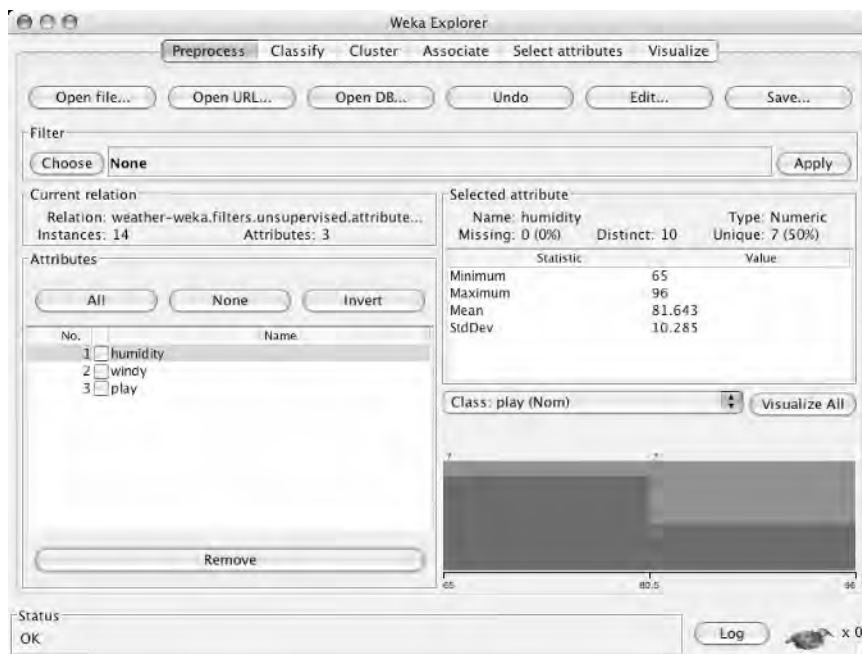 Weka Explorer
Preprocess Classify Cluster Associate Select attributes Visualize
Open file... Open URL... Open DB... Undo Edit... Save...
Filter
Choose None Apply
Current relation
Relation: weather-weka.filters.unsupervised.attribute...
Instances: 14 Attributes: 3
Selected attribute
Name: humidity Type: Numeric
Missing: 0 (0%) Distinct: 10 Unique: 7 (50%)
Statistic Value
Minimum 65
Maximum 96
Mean 81.643
StdDev 10.285
Attributes
All None Invert
No. Name
1 humidity
2 windy
3 play
Remove
Class: play (Nom) Visualize All
7 7
65 80.5 96
Status
OK
Log x 0